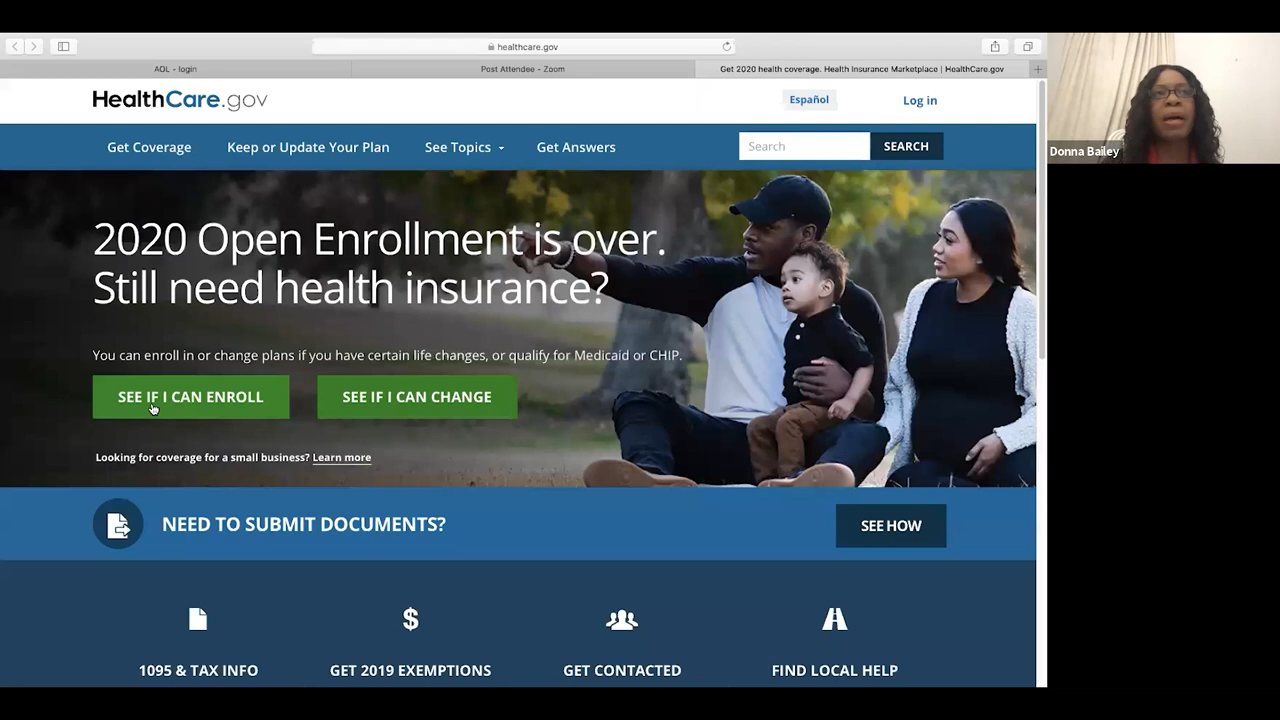 healthcare.gov
AOL - login
Post Attendee - Zoom
Get 2020 health coverage. Health Insurance Marketplace | HealthCare.gov
HealthCare.gov
Español
Log in
Get Coverage
Keep or Update Your Plan
See Topics
Get Answers
Search
SEARCH
Donna Bailey
2020 Open Enrollment is over.
Still need health insurance?
You can enroll in or change plans if you have certain life changes, or qualify for Medicaid or CHIP.
SEE IF I CAN ENROLL
SEE IF I CAN CHANGE
Looking for coverage for a small business? Learn more
NEED TO SUBMIT DOCUMENTS?
SEE HOW
$
1095 & TAX INFO
GET 2019 EXEMPTIONS
GET CONTACTED
FIND LOCAL HELP